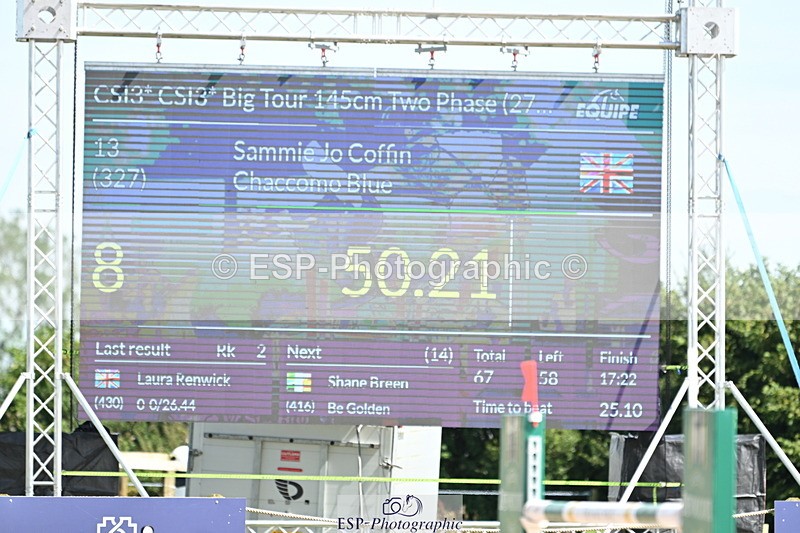 CSI3* CSI3* Big Tour 145cm Two Phase (27... EQUIPE
13 Sammie Jo Coffin
(327) Chaccomo Blue
8 50.21
© ESP-Photographic ©
Last result Rk 2 Next (14) Total Left Finish
Laura Renwick Shane Breen 67 58 17:22
(430) 0-0/26.44 (416) Be Golden Time to beat 25.10
ESP-Photographic